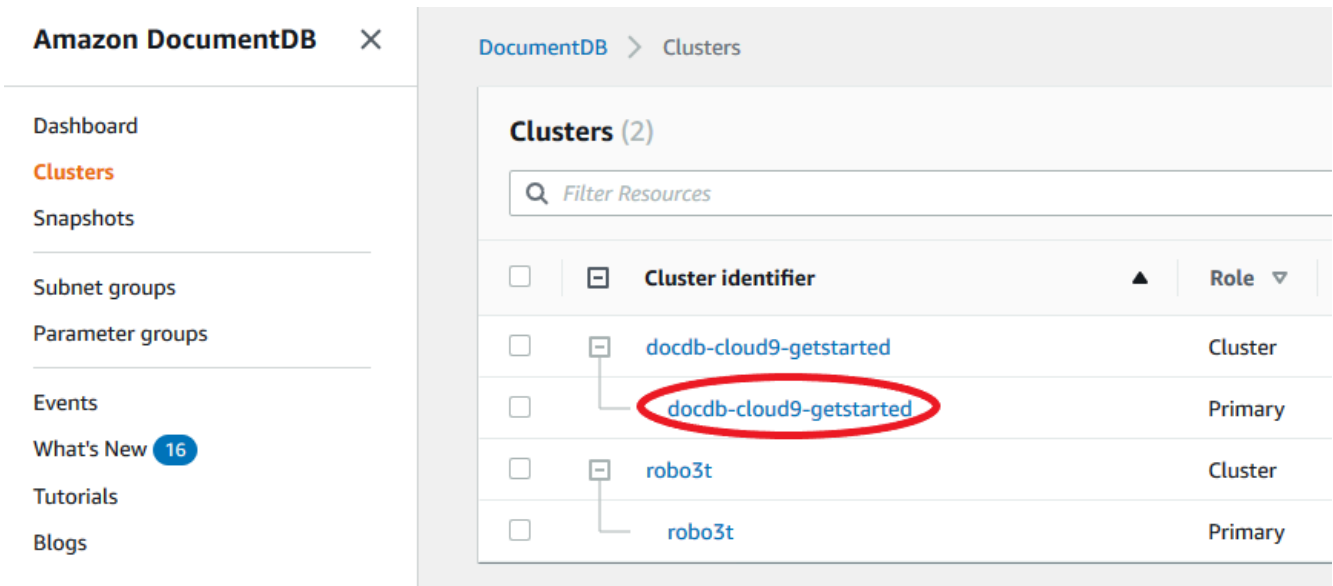 Amazon DocumentDB
Dashboard
Clusters
Snapshots
Subnet groups
Parameter groups
Events
What's New 16
Tutorials
Blogs
DocumentDB > Clusters
Clusters (2)
Filter Resources
Cluster identifier Role
docdb-cloud9-getstarted Cluster
docdb-cloud9-getstarted Primary
robo3t Cluster
robo3t Primary